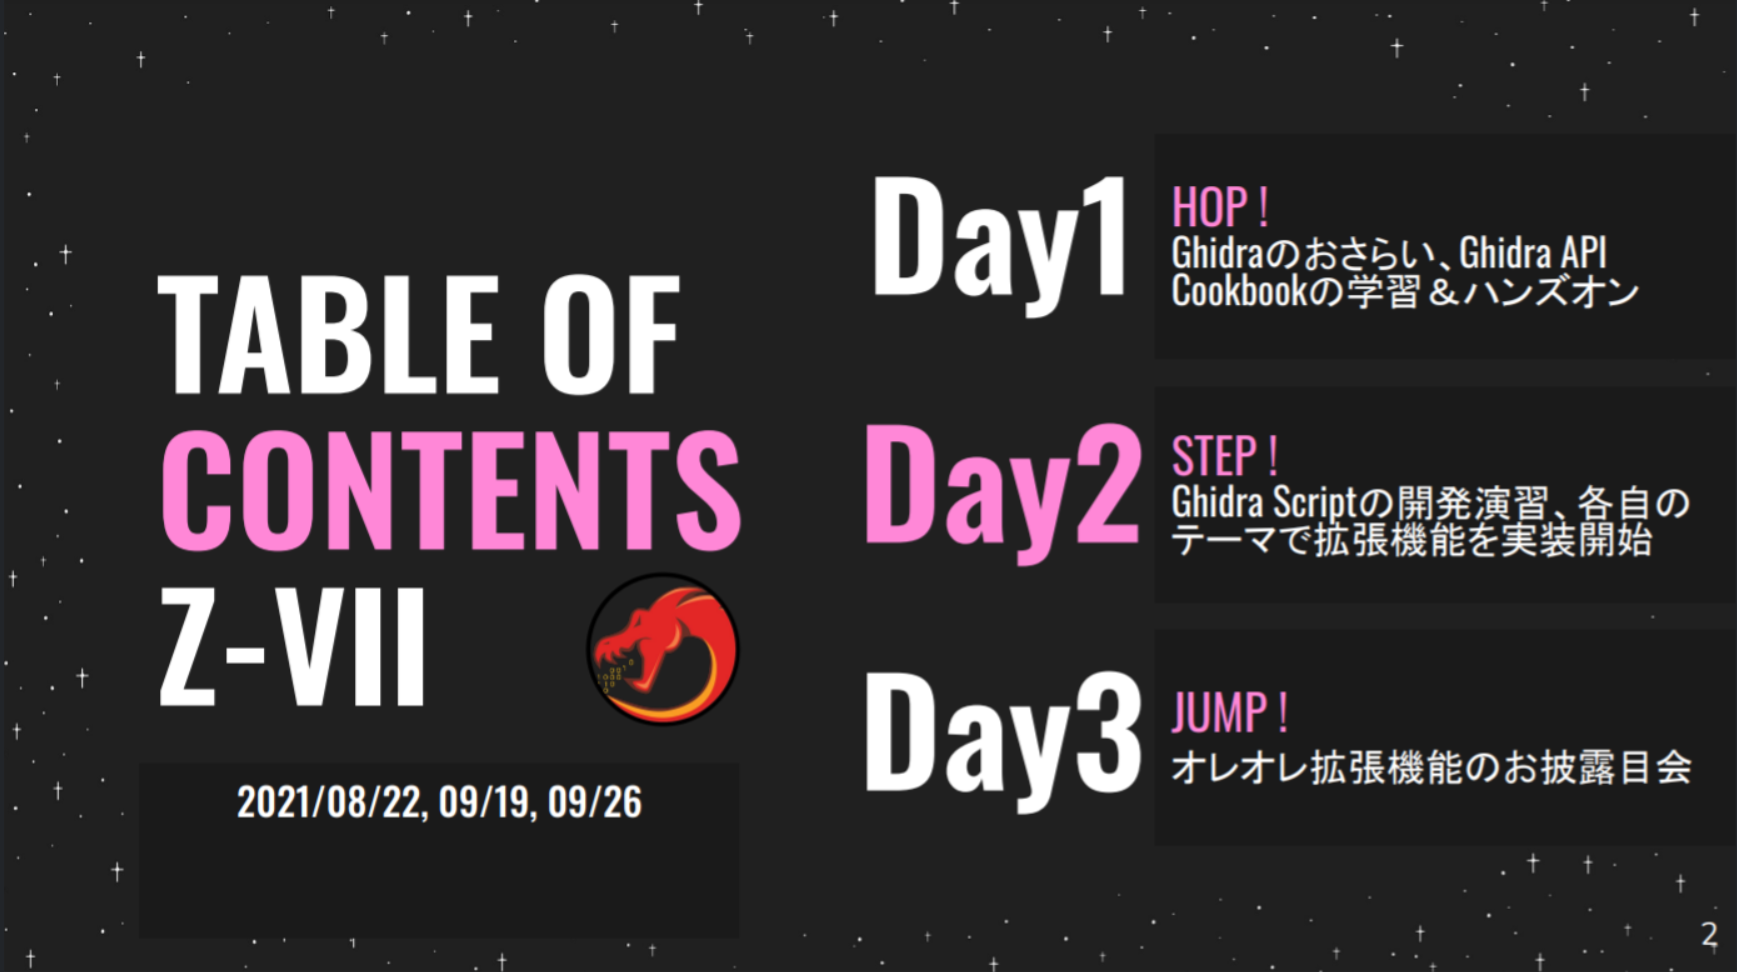 TABLE OF
CONTENTS
Z-VII
2021/08/22, 09/19, 09/26
Day1
HOP！
Ghidraのおさらい、Ghidra API
Cookbookの学習＆ハンズオン
Day2
STEP！
Ghidra Scriptの開発演習、各自の
テーマで拡張機能を実装開始
Day3
JUMP！
オレオレ拡張機能のお披露目会
2